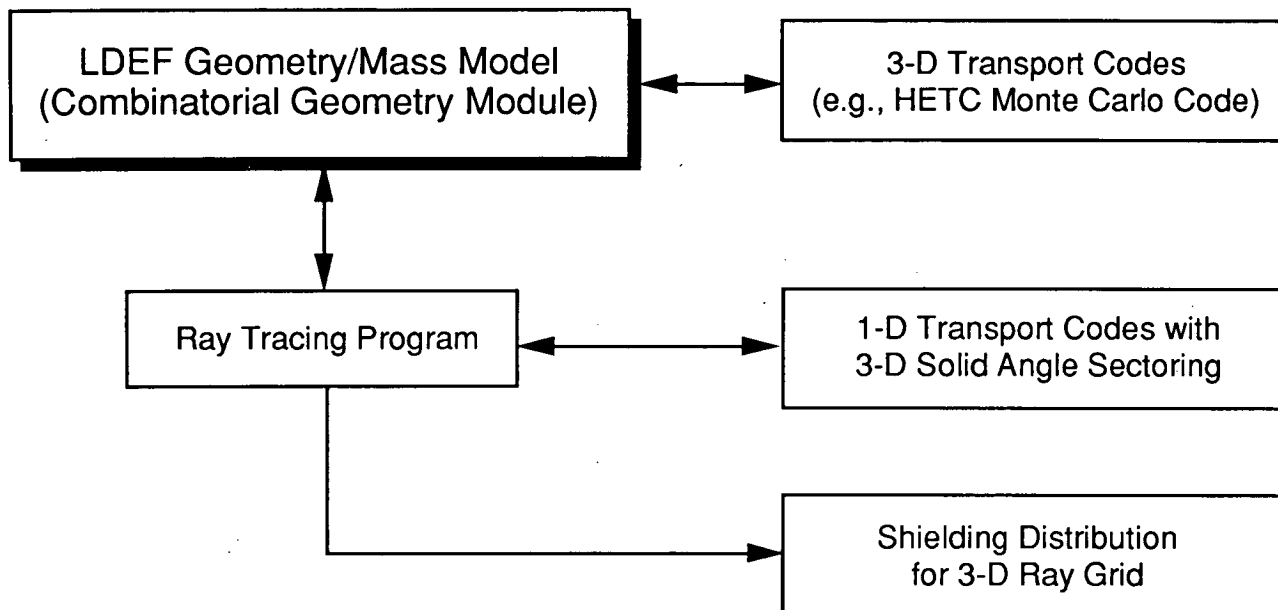 LDEF Geometry/Mass Model
(Combinatorial Geometry Module)
3-D Transport Codes
(e.g., HETC Monte Carlo Code)
Ray Tracing Program
1-D Transport Codes with
3-D Solid Angle Sectoring
Shielding Distribution
for 3-D Ray Grid